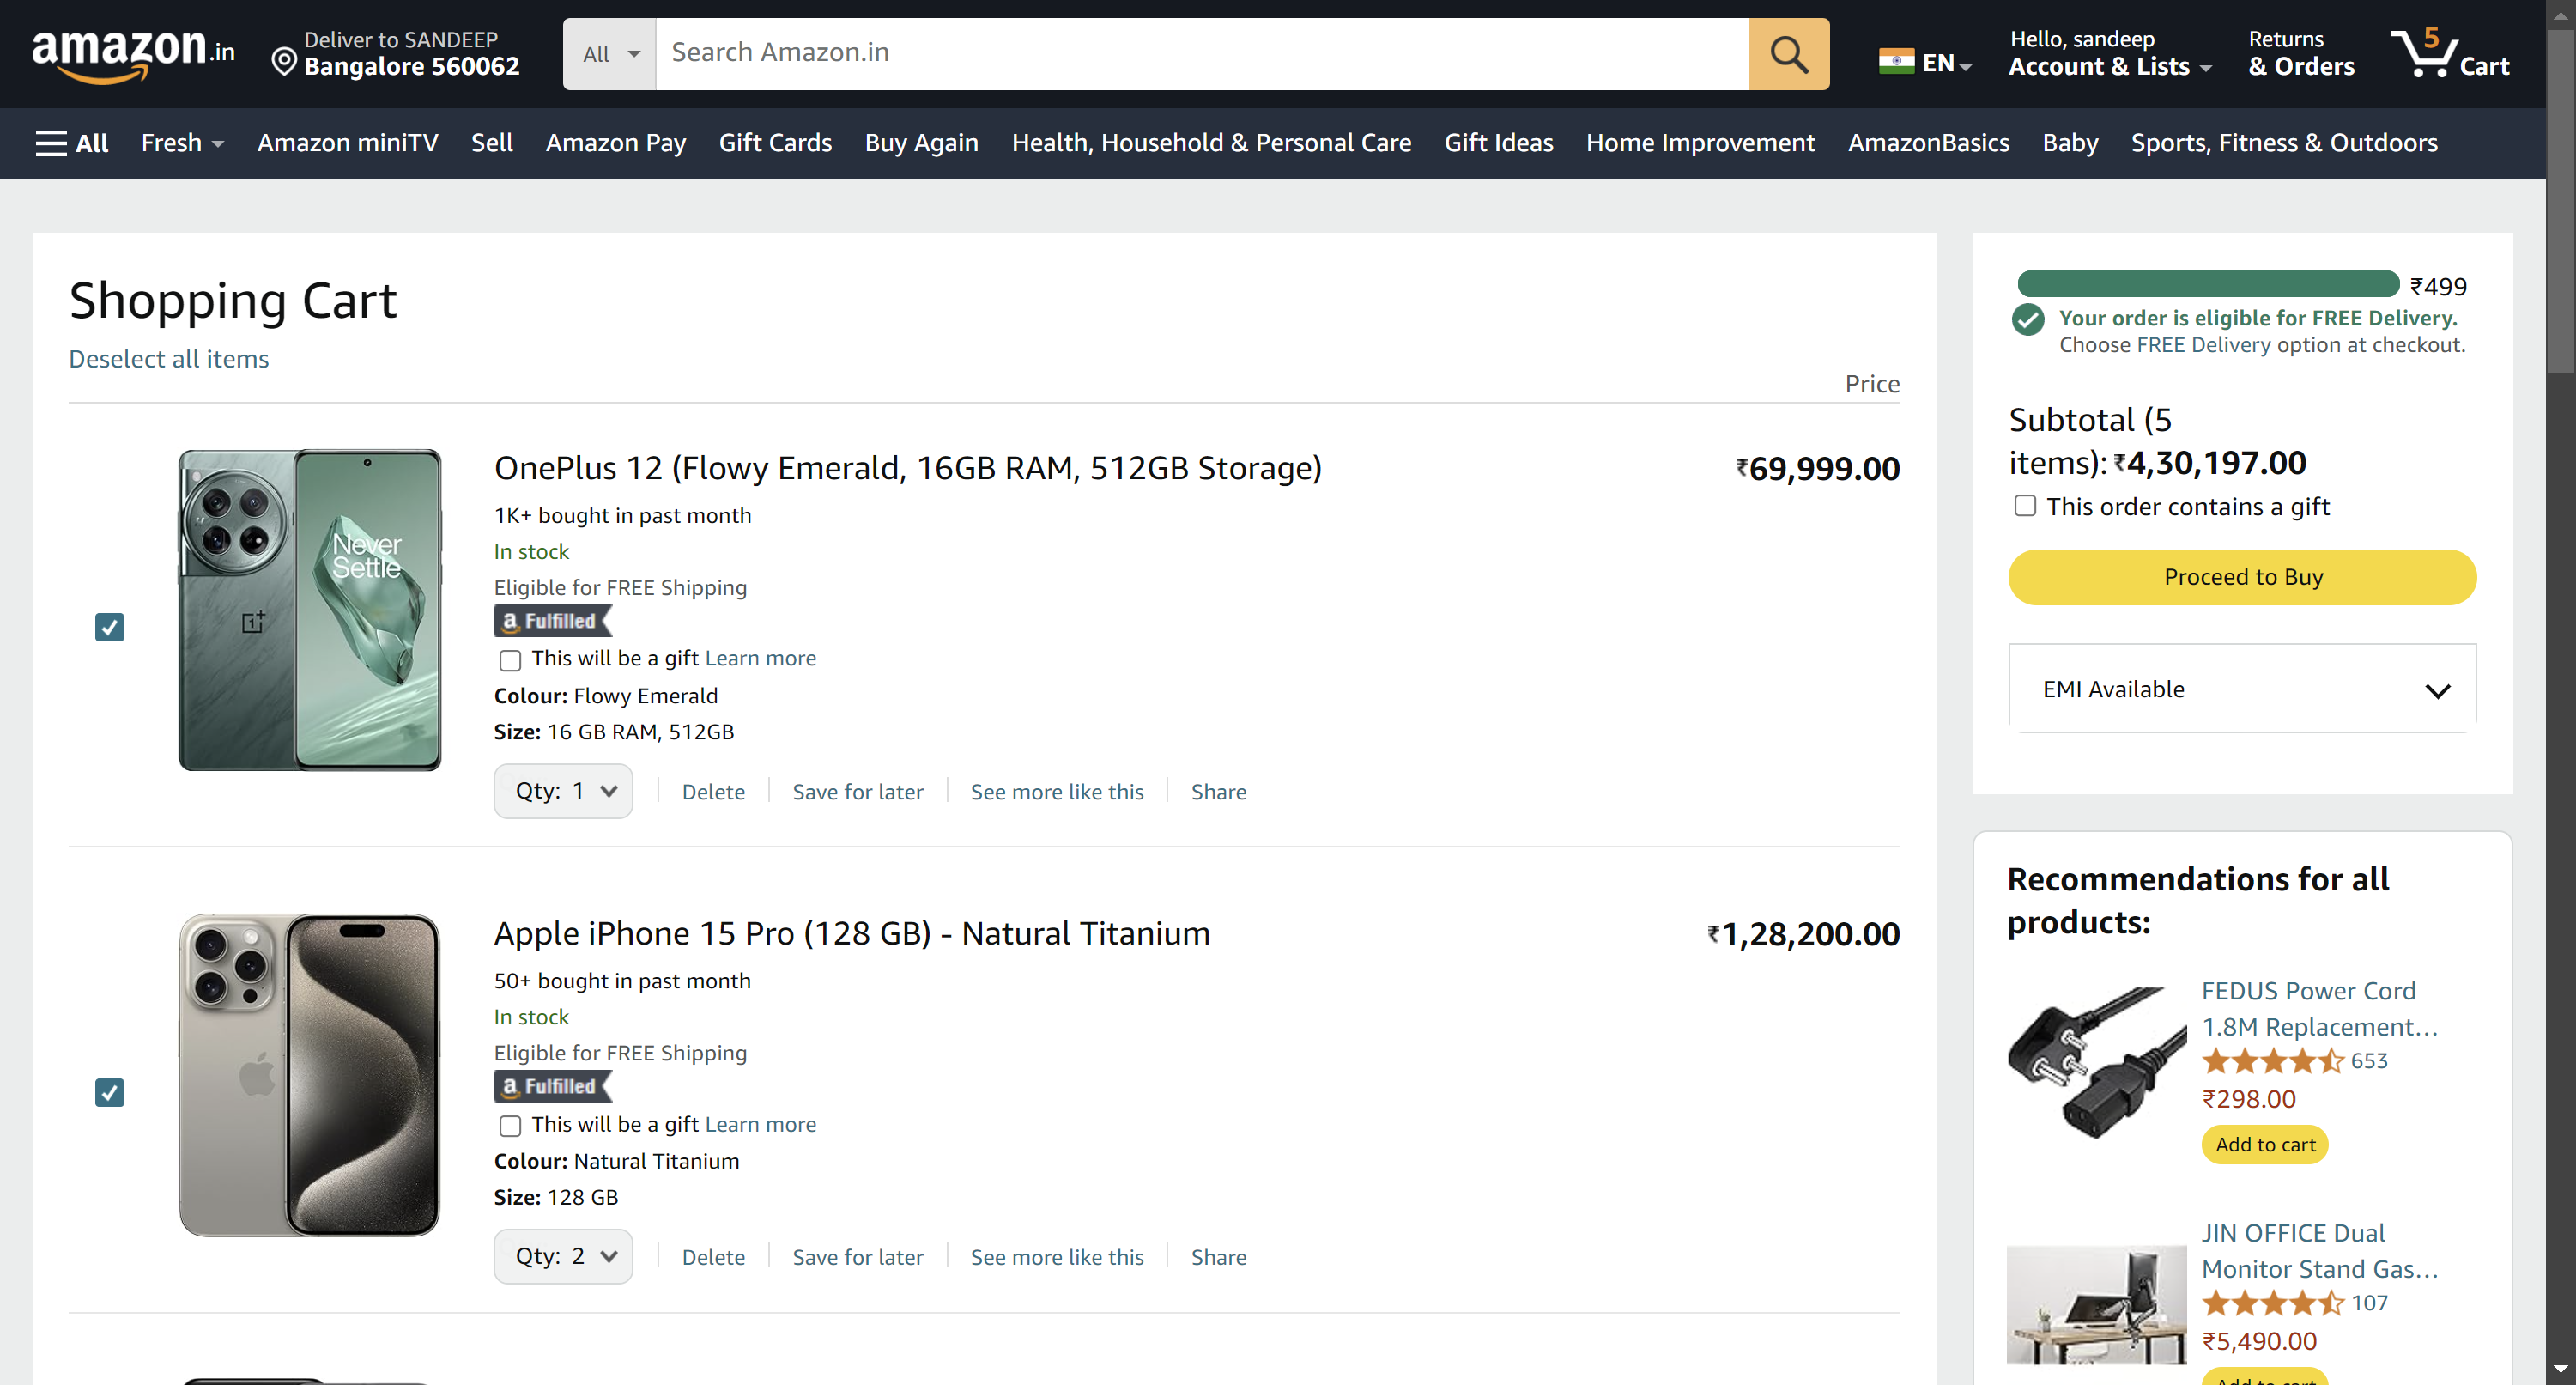 amazon.in
Deliver to SANDEEP
Bangalore 560062
All
Search Amazon.in
EN
Hello, sandeep
Account & Lists
Returns
& Orders
5
Cart
All
Fresh
Amazon miniTV
Sell
Amazon Pay
Gift Cards
Buy Again
Health, Household & Personal Care
Gift Ideas
Home Improvement
AmazonBasics
Baby
Sports, Fitness & Outdoors
Shopping Cart
Deselect all items
Price
OnePlus 12 (Flowy Emerald, 16GB RAM, 512GB Storage)
₹69,999.00
1K+ bought in past month
In stock
Eligible for FREE Shipping
a Fulfilled
This will be a gift Learn more
Colour: Flowy Emerald
Size: 16 GB RAM, 512GB
Qty: 1
Delete
Save for later
See more like this
Share
Never
Settle
Apple iPhone 15 Pro (128 GB) - Natural Titanium
₹1,28,200.00
50+ bought in past month
In stock
Eligible for FREE Shipping
a Fulfilled
This will be a gift Learn more
Colour: Natural Titanium
Size: 128 GB
Qty: 2
Delete
Save for later
See more like this
Share
₹499
Your order is eligible for FREE Delivery.
Choose FREE Delivery option at checkout.
Subtotal (5
items): ₹4,30,197.00
This order contains a gift
Proceed to Buy
EMI Available
Recommendations for all
products:
FEDUS Power Cord
1.8M Replacement…
653
₹298.00
Add to cart
JIN OFFICE Dual
Monitor Stand Gas…
107
₹5,490.00
Add to cart